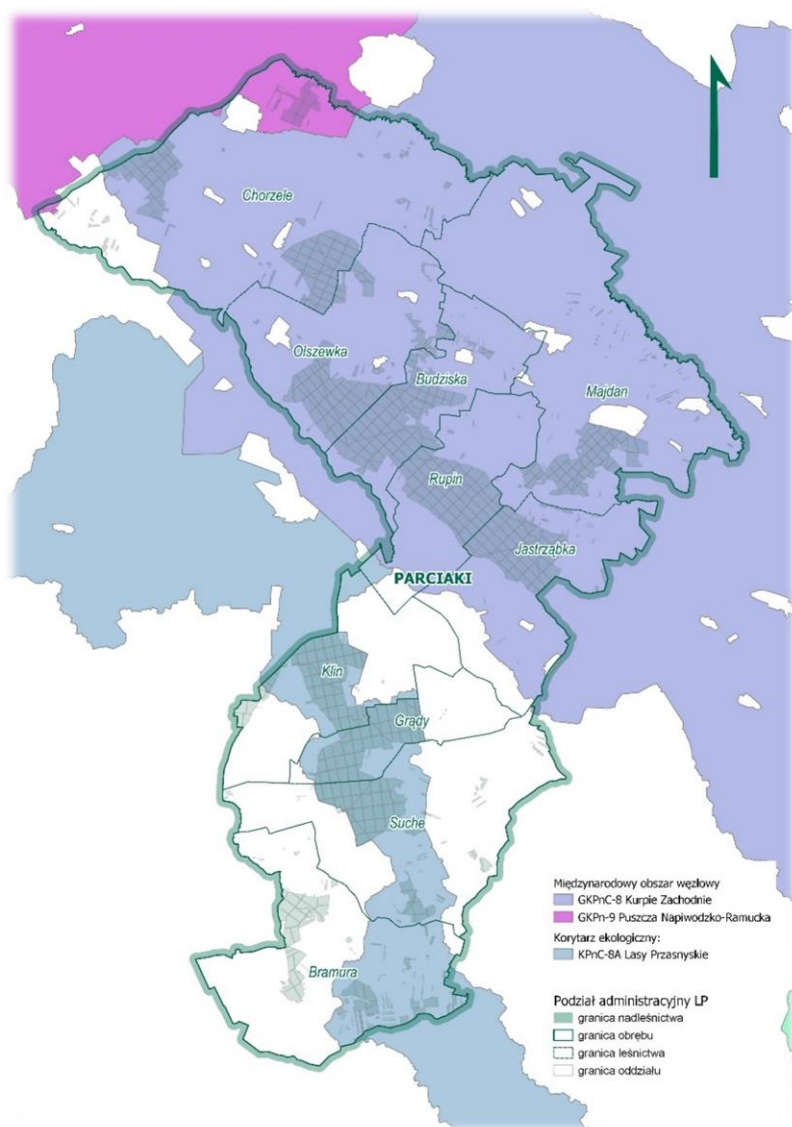 Chorzele
Olszewka
Budziska
Majdan
Rupin
Jastrząbka
PARCIAKI
Klin
Grądy
Suche
Bramura
Międzynarodowy obszar węzłowy
GKPnC-8 Kurpie Zachodnie
GKPn-9 Puszcza Napiwodzko-Ramucka
Korytarz ekologiczny:
KPnC-8A Lasy Przasnyskie
Podział administracyjny LP
granica nadleśnictwa
granica obrębu
granica leśnictwa
granica oddziału